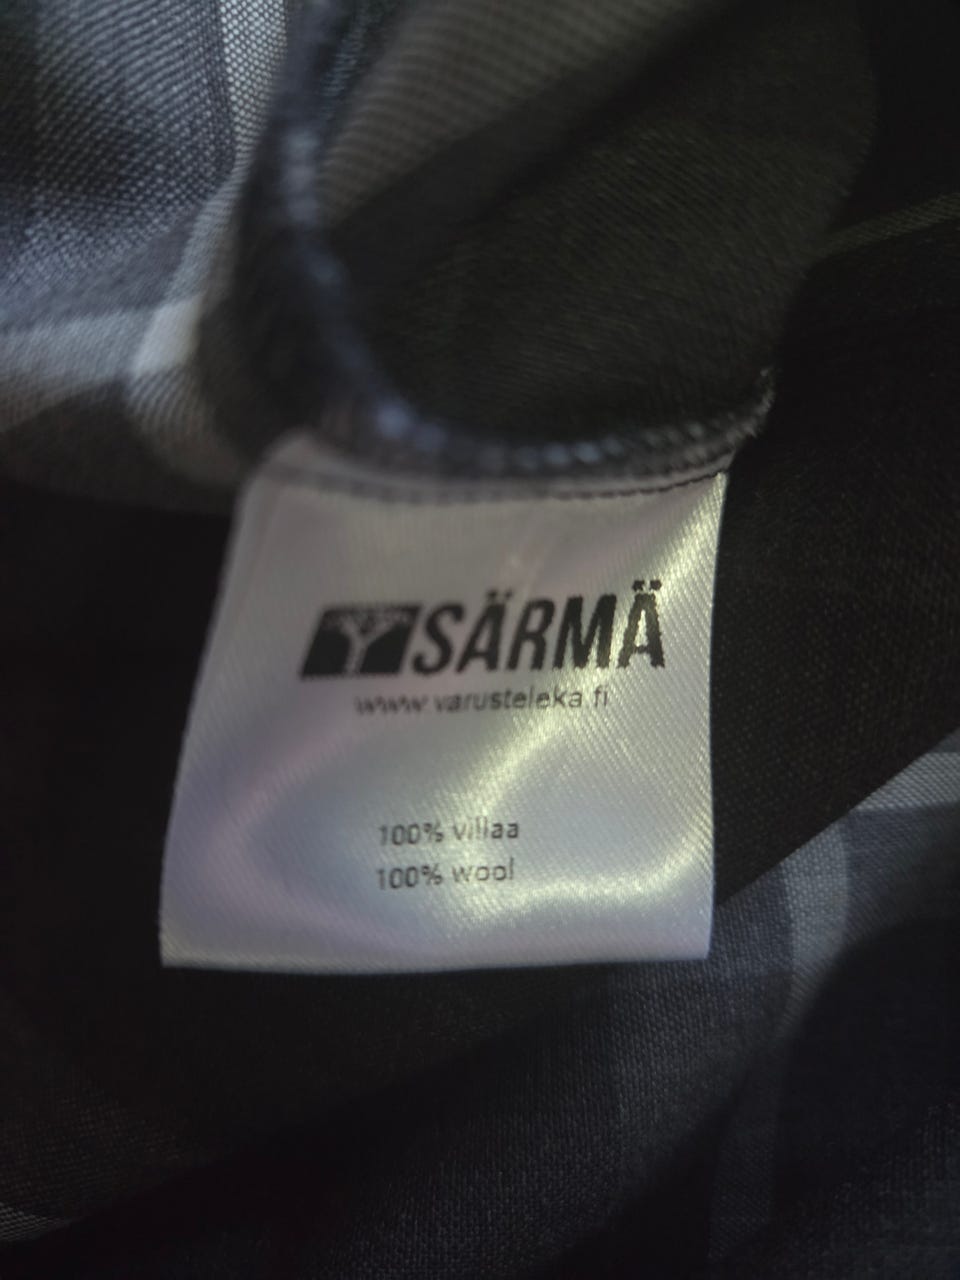 SÄRMÄ
www.varusteleka.fi
100% villaa
100% wool